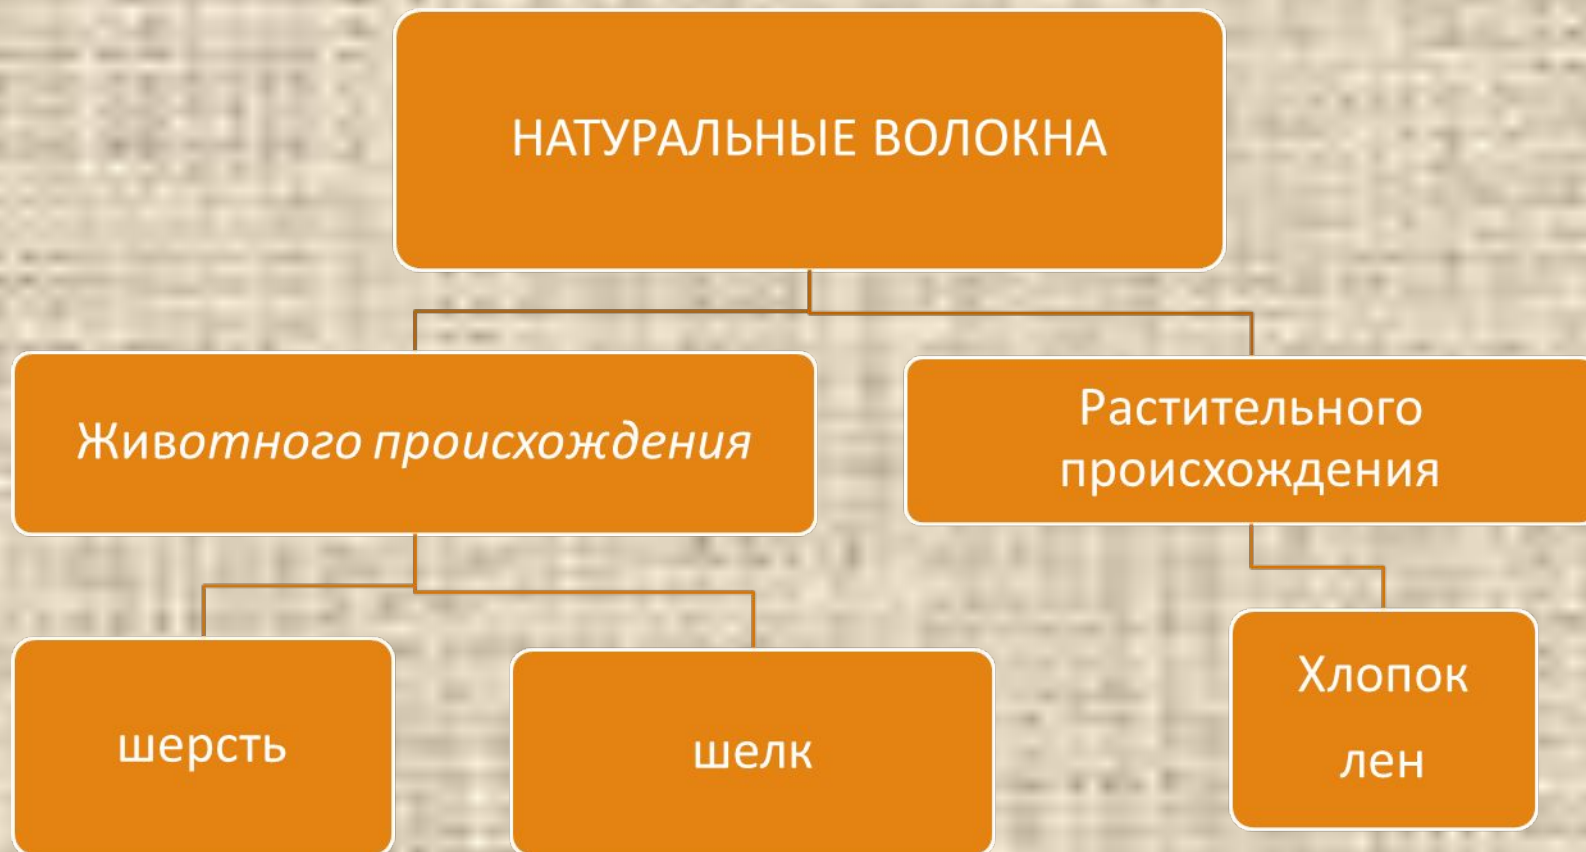 НАТУРАЛЬНЫЕ ВОЛОКНА
Животного происхождения
Растительного
происхождения
шерсть
шелк
Хлопок
лен